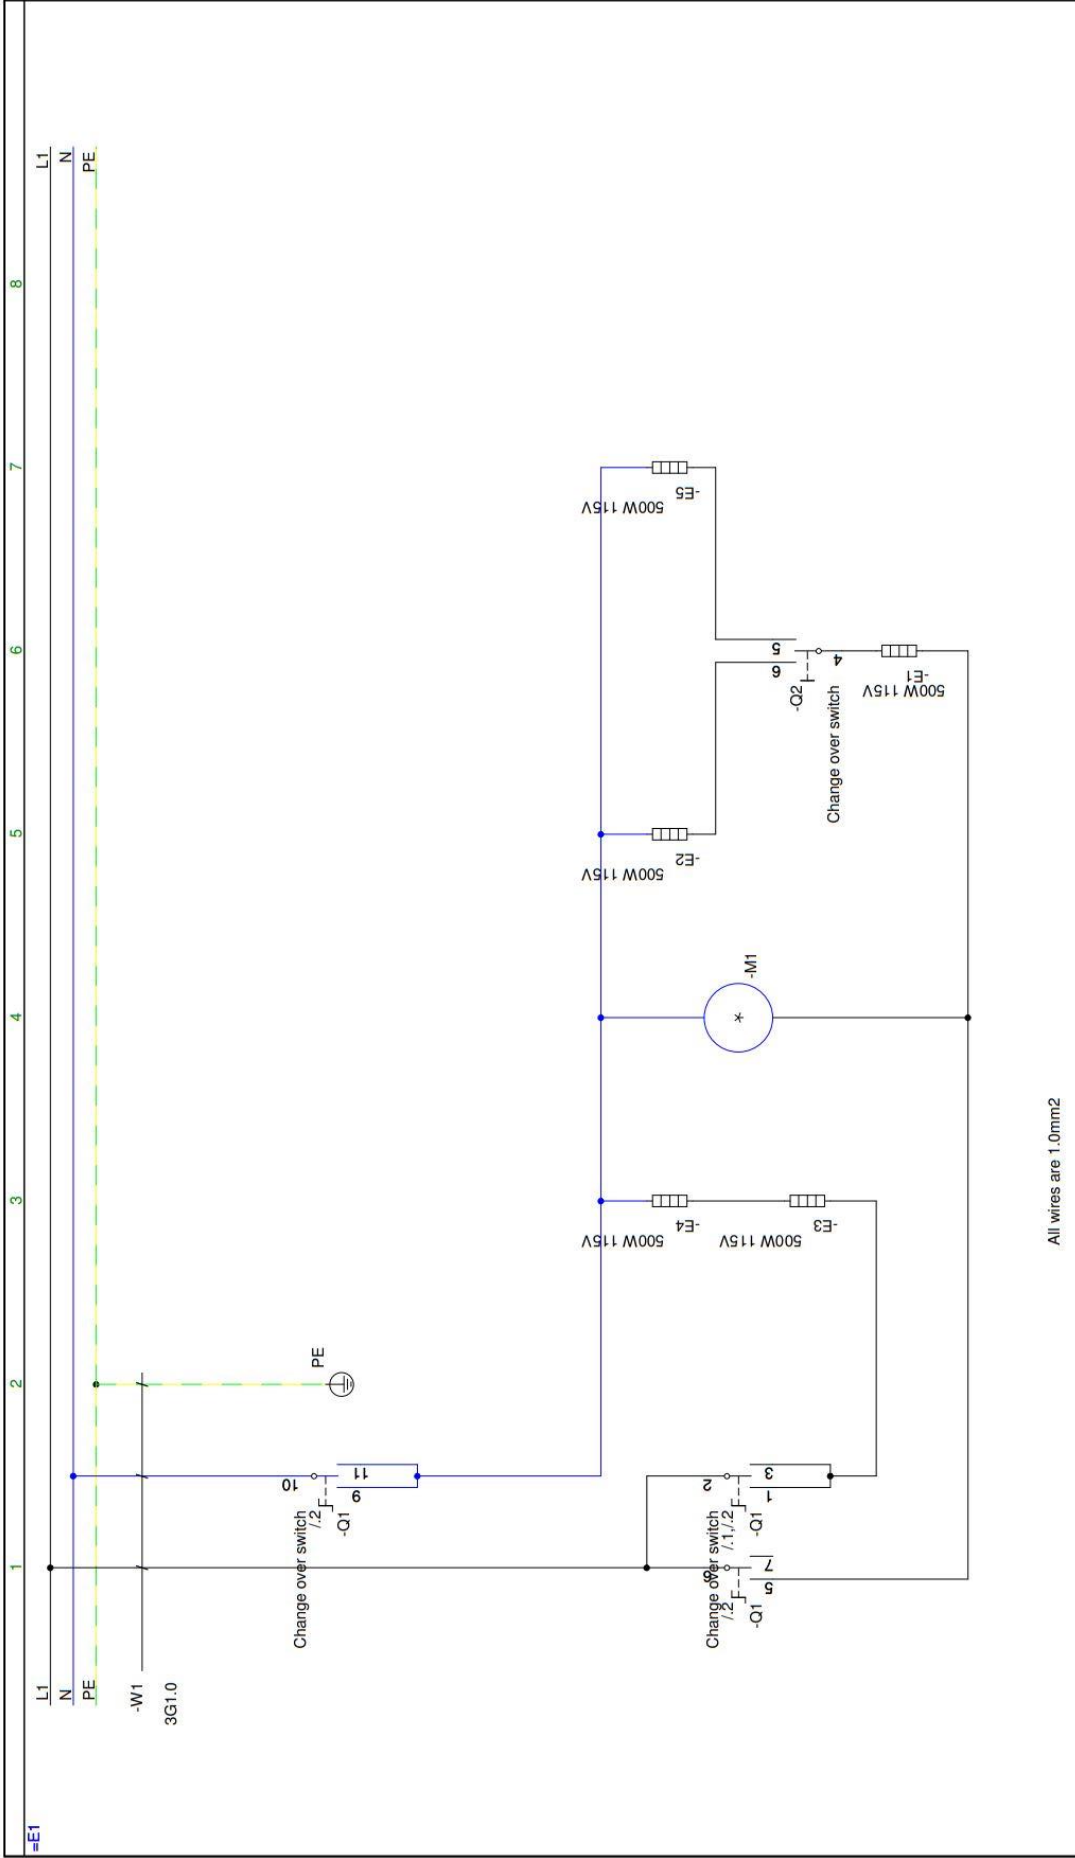 =E1
1
2
3
4
5
6
7
8
L1
L1
N
N
PE
PE
-W1
3G1.0
PE
Change over switch
/.2
-Q1
10
9
11
Change over switch
/.2
-Q1
6
5
7
Change over switch
/.1,/.2
-Q1
2
1
3
500W 115V
-E4
500W 115V
-E3
-M1
*
500W 115V
-E2
500W 115V
-E5
-Q2
Change over switch
6
5
4
500W 115V
-E1
All wires are 1.0mm2